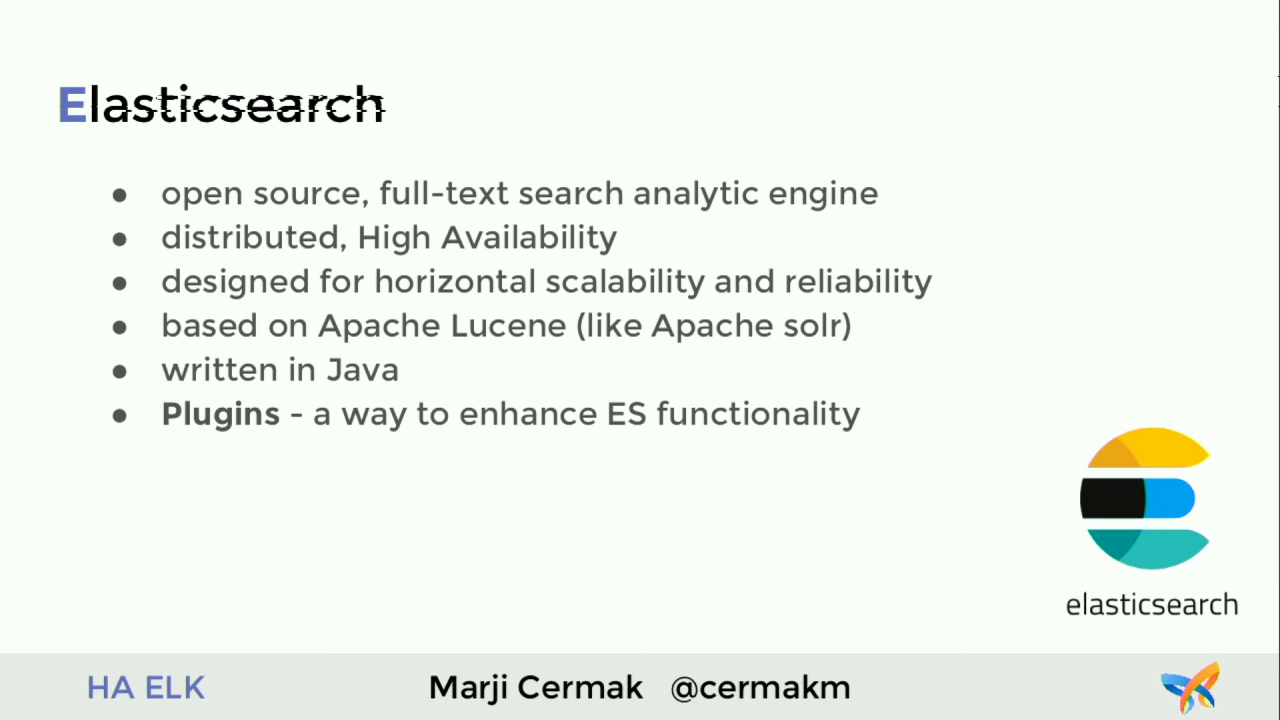 Elasticsearch
● open source, full-text search analytic engine
● distributed, High Availability
● designed for horizontal scalability and reliability
● based on Apache Lucene (like Apache solr)
● written in Java
● Plugins - a way to enhance ES functionality
elasticsearch
HA ELK Marji Cermak @cermakm